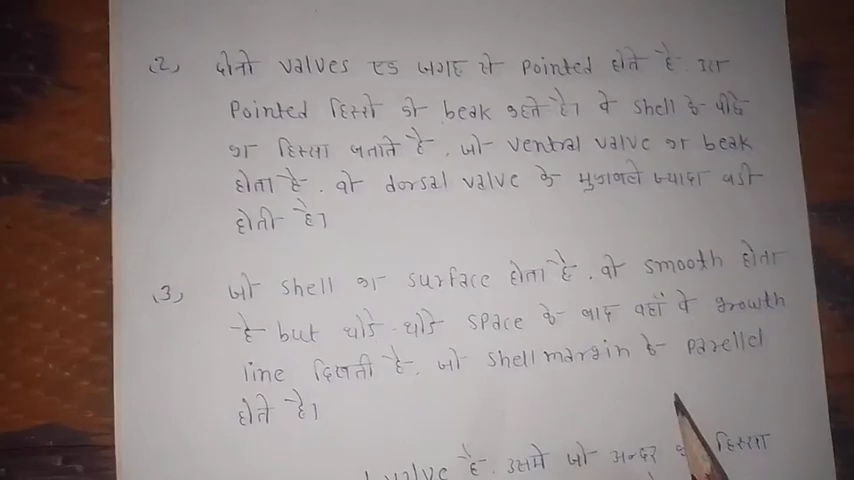 (2) दोनो valves एक जगह से pointed होते है. उस
pointed हिस्से को beak कहते है। ये shell के पीछे
का हिस्सा बनाते है. जो ventral valve का beak
होता है. वो dorsal valve के मुकाबले ज्यादा बडी
होती है।
(3) जो shell का surface होता है. वो smooth होता
है but थोडे-थोडे space के बाद वहाँ पे growth
line दिखती है. जो shell margin के parellel
होते है।
valve है. उसमे जो अन्दर हिस्सा